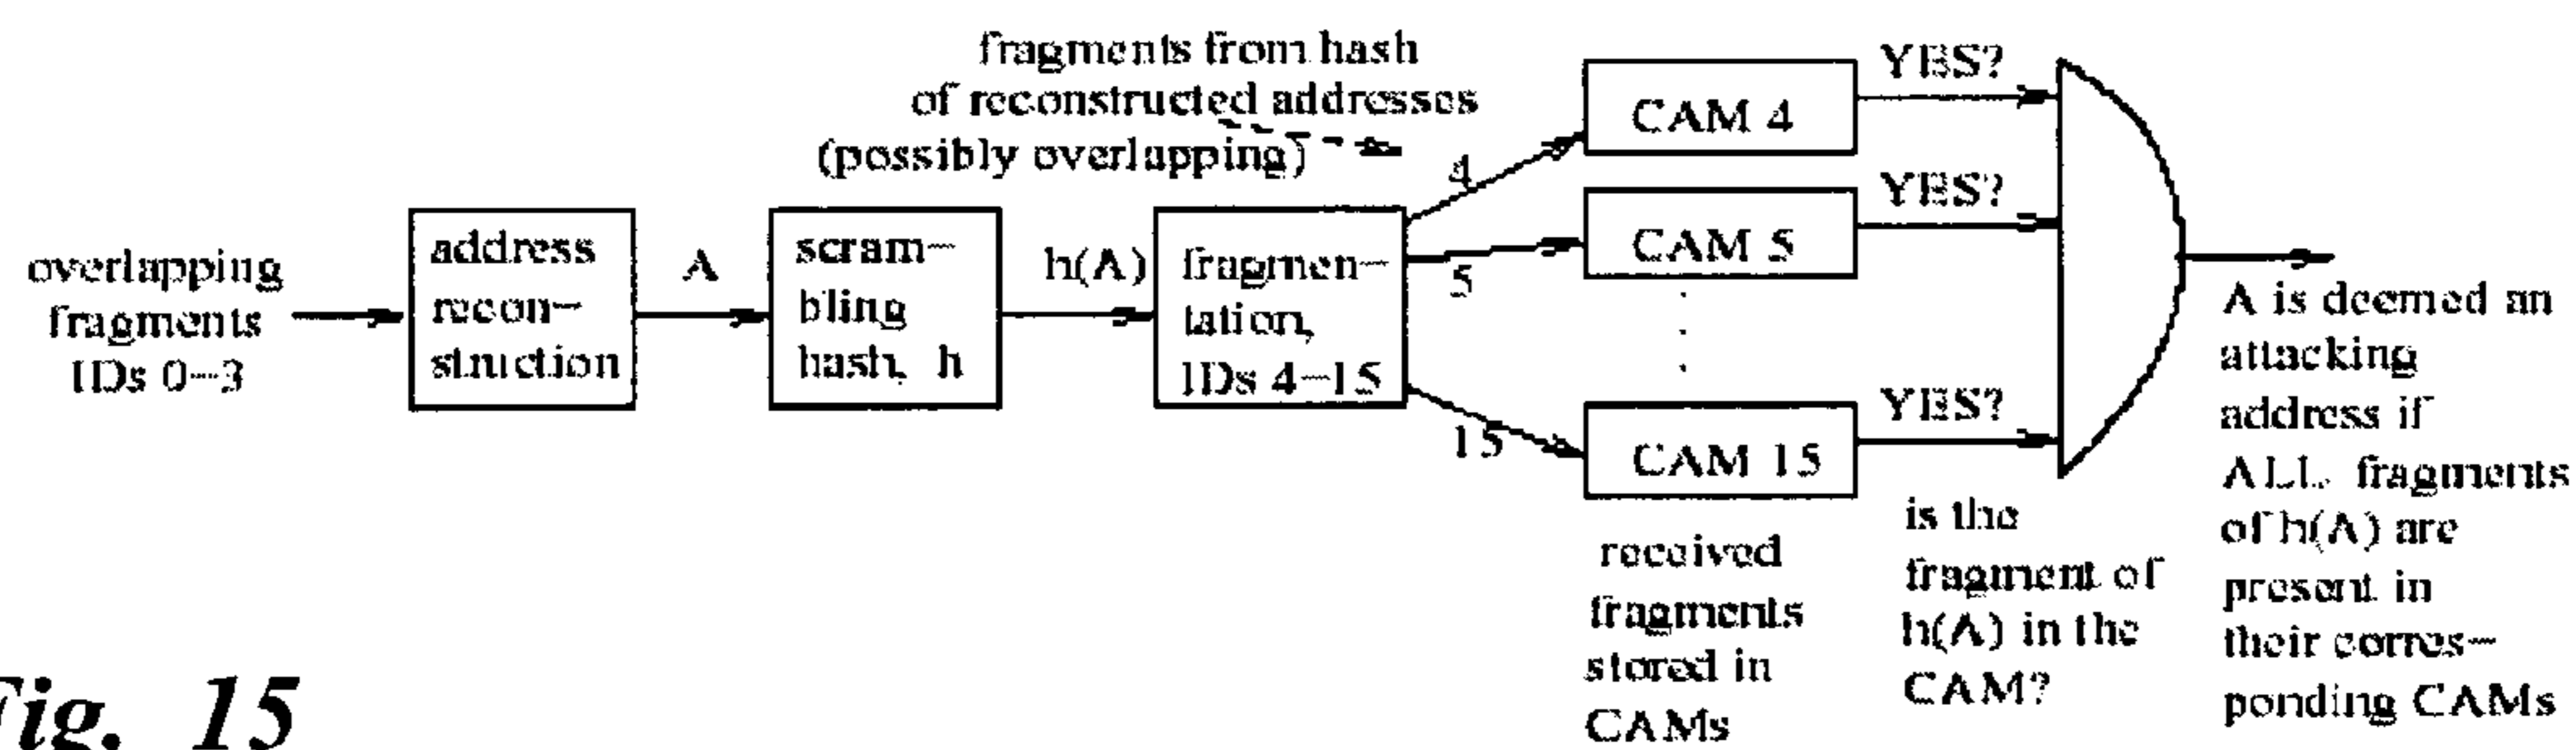 fragments from hash
of reconstructed addresses
(possibly overlapping)
overlapping
fragments
IDs 0-3
address
recon-
struction
A
scram-
bling
hash, h
h(A)
fragmen-
tation,
IDs 4-15
4
5
15
CAM 4
CAM 5
CAM 15
received
fragments
stored in
CAMs
YES?
YES?
YES?
is the
fragment of
h(A) in the
CAM?
A is deemed an
attacking
address if
ALL fragments
of h(A) are
present in
their corres-
ponding CAMs
Fig. 15